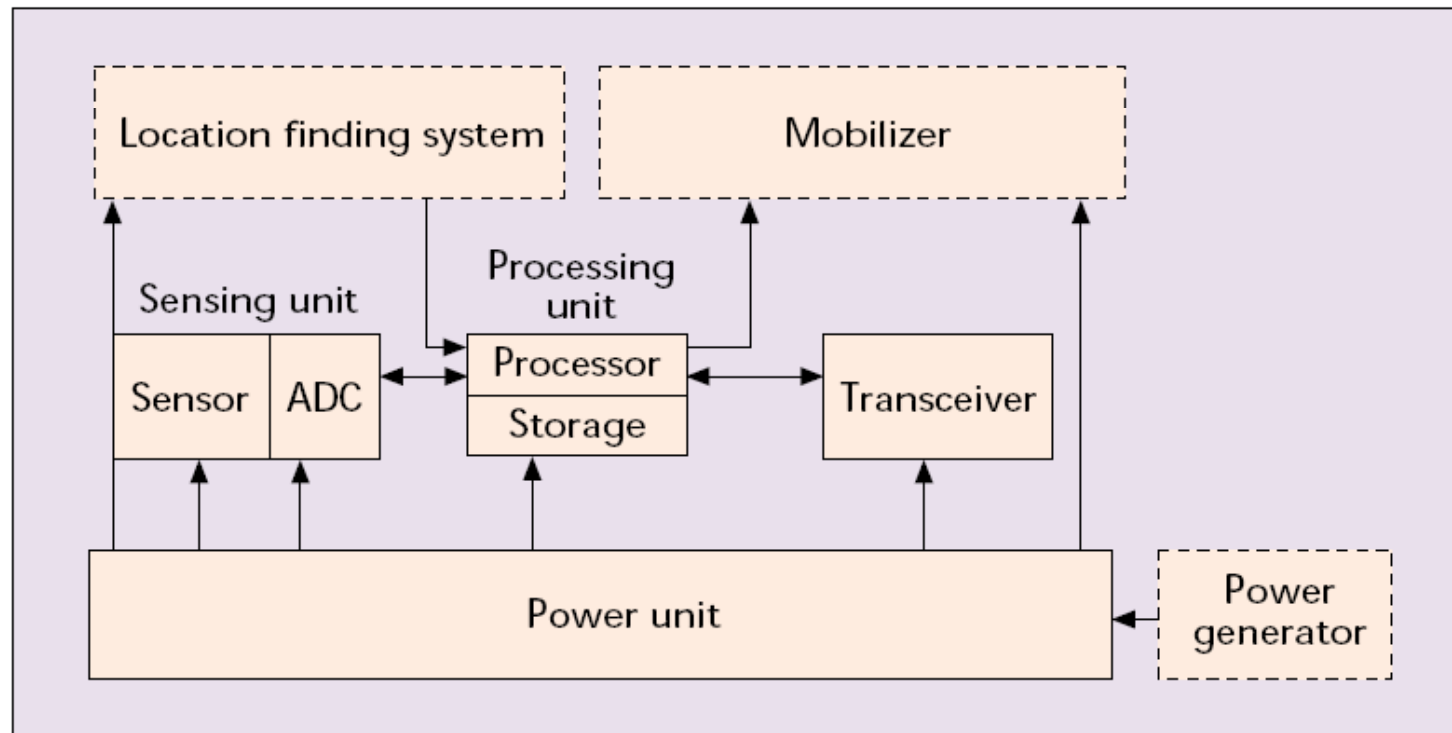 Location finding system
Mobilizer
Sensing unit
Processing
unit
Sensor
ADC
Processor
Storage
Transceiver
Power unit
Power
generator